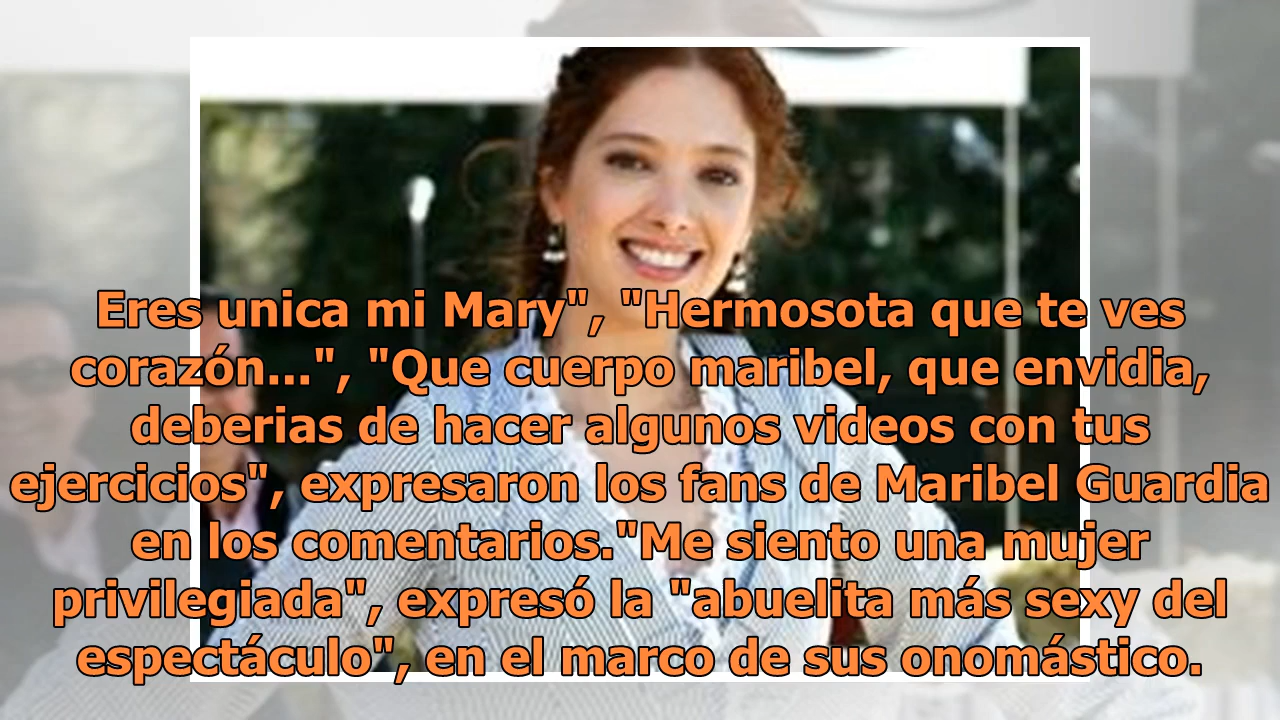 Eres unica mi Mary", "Hermosota que te ves
corazón...", "Que cuerpo maribel, que envidia,
deberias de hacer algunos videos con tus
ejercicios", expresaron los fans de Maribel Guardia
en los comentarios."Me siento una mujer
privilegiada", expresó la "abuelita más sexy del
espectáculo", en el marco de sus onomástico.